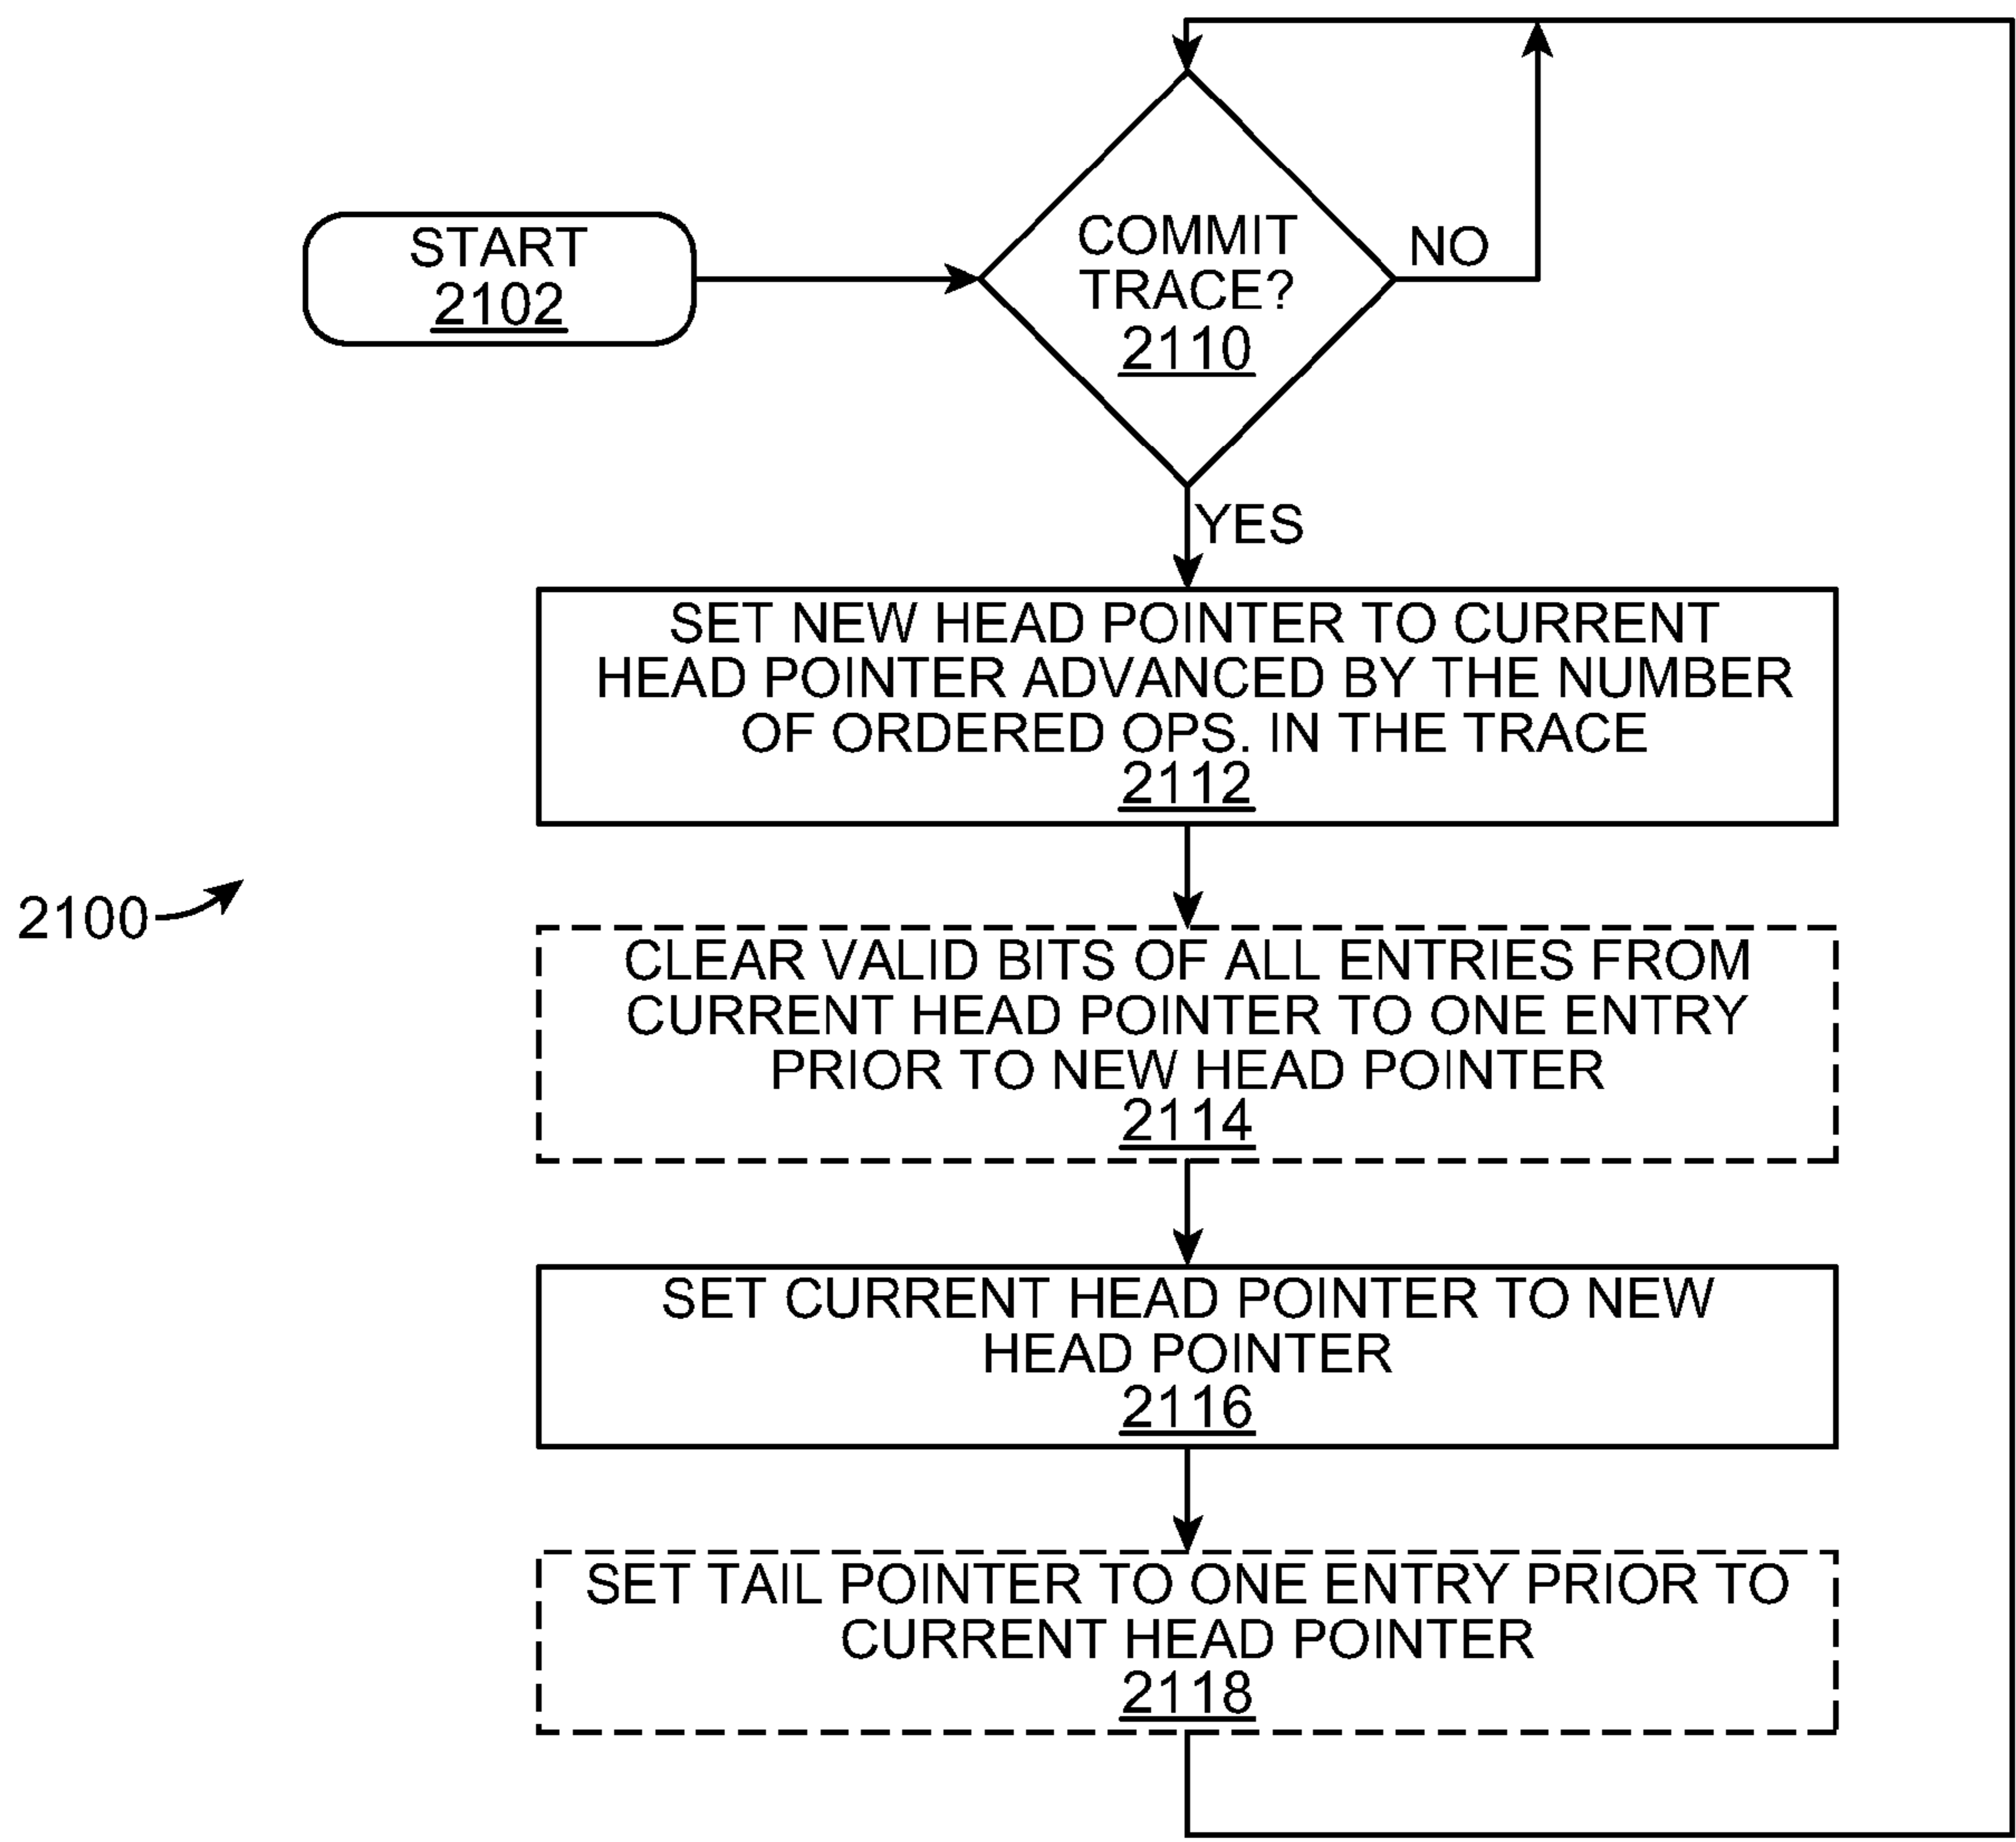 START
2102
COMMIT
TRACE?
2110
NO
YES
SET NEW HEAD POINTER TO CURRENT
HEAD POINTER ADVANCED BY THE NUMBER
OF ORDERED OPS. IN THE TRACE
2112
2100
CLEAR VALID BITS OF ALL ENTRIES FROM
CURRENT HEAD POINTER TO ONE ENTRY
PRIOR TO NEW HEAD POINTER
2114
SET CURRENT HEAD POINTER TO NEW
HEAD POINTER
2116
SET TAIL POINTER TO ONE ENTRY PRIOR TO
CURRENT HEAD POINTER
2118